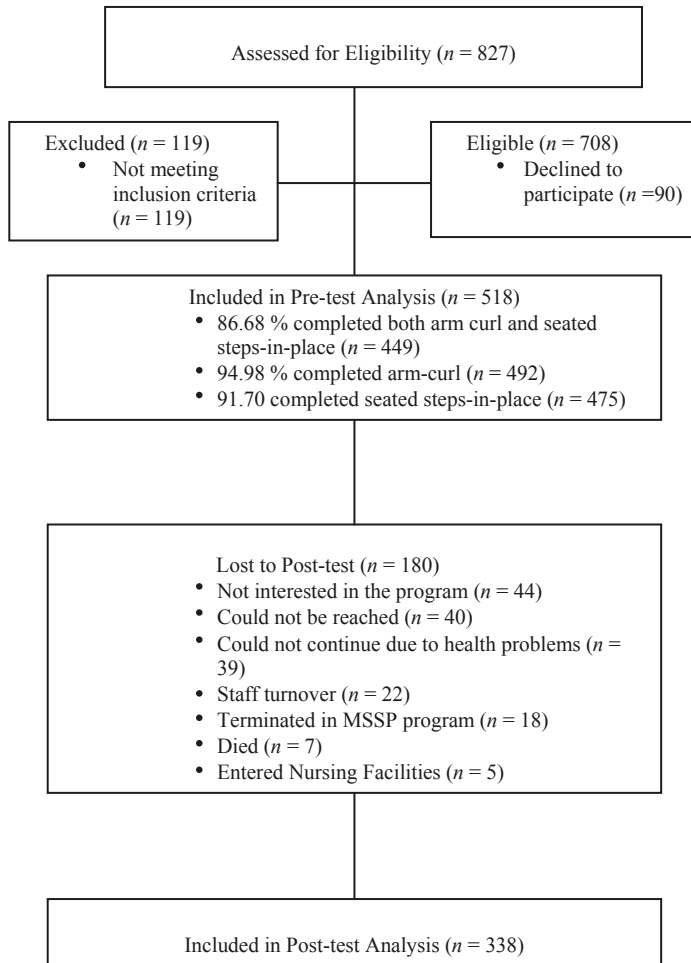 Assessed for Eligibility (n = 827)
Excluded (n = 119)
• Not meeting
inclusion criteria
(n = 119)
Eligible (n = 708)
• Declined to
participate (n =90)
Included in Pre-test Analysis (n = 518)
• 86.68 % completed both arm curl and seated
steps-in-place (n = 449)
• 94.98 % completed arm-curl (n = 492)
• 91.70 completed seated steps-in-place (n = 475)
Lost to Post-test (n = 180)
• Not interested in the program (n = 44)
• Could not be reached (n = 40)
• Could not continue due to health problems (n =
39)
• Staff turnover (n = 22)
• Terminated in MSSP program (n = 18)
• Died (n = 7)
• Entered Nursing Facilities (n = 5)
Included in Post-test Analysis (n = 338)